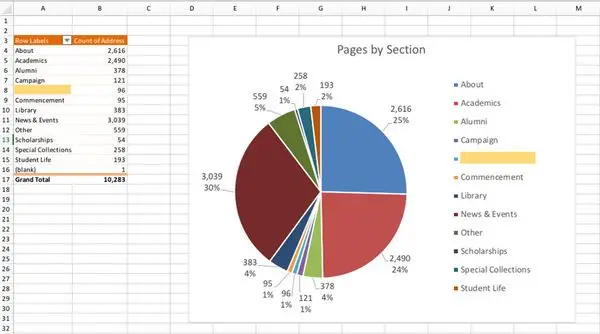 A B C D E F G H I J K L M
1
2
3 Row Labels Count of Address
4 About 2,616
5 Academics 2,490
6 Alumni 378
7 Campaign 121
8 96
9 Commencement 95
10 Library 383
11 News & Events 3,039
12 Other 559
13 Scholarships 54
14 Special Collections 258
15 Student Life 193
16 (blank) 1
17 Grand Total 10,283
18
19
20
21
22
23
24
25
26
27
28
29
30
31
32
Pages by Section
2,616
25%
2,490
24%
378
4%
121
1%
96
1%
95
1%
383
4%
3,039
30%
559
5%
54
1%
258
2%
193
2%
About
Academics
Alumni
Campaign
Commencement
Library
News & Events
Other
Scholarships
Special Collections
Student Life